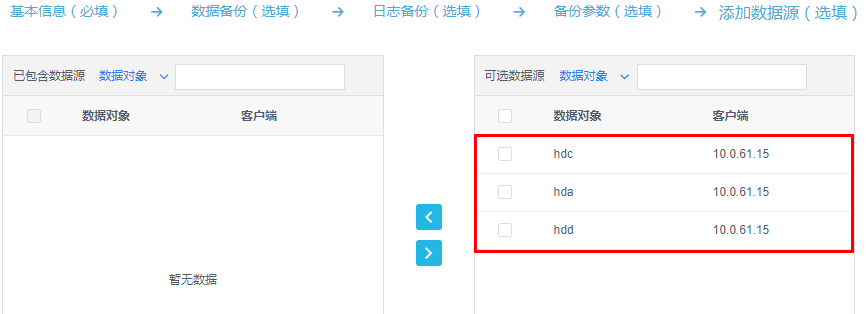 基本信息（必填） 数据备份（选填） 日志备份（选填） 备份参数（选填） 添加数据源（选填）
已包含数据源 数据对象
数据对象 客户端
暂无数据
可选数据源 数据对象
数据对象 客户端
hdc 10.0.61.15
hda 10.0.61.15
hdd 10.0.61.15